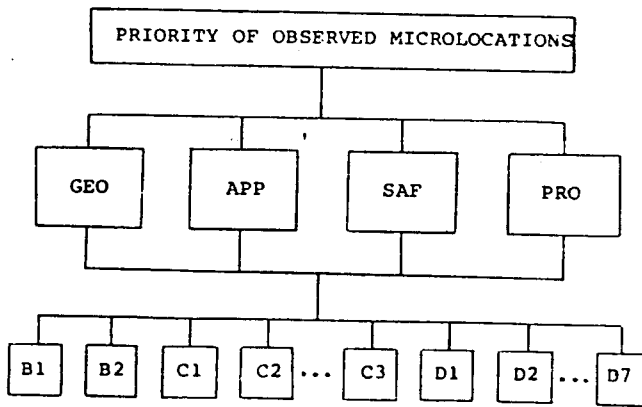 PRIORITY OF OBSERVED MICROLOCATIONS
GEO APP SAF PRO
B1 B2 C1 C2 ... C3 D1 D2 ... D7